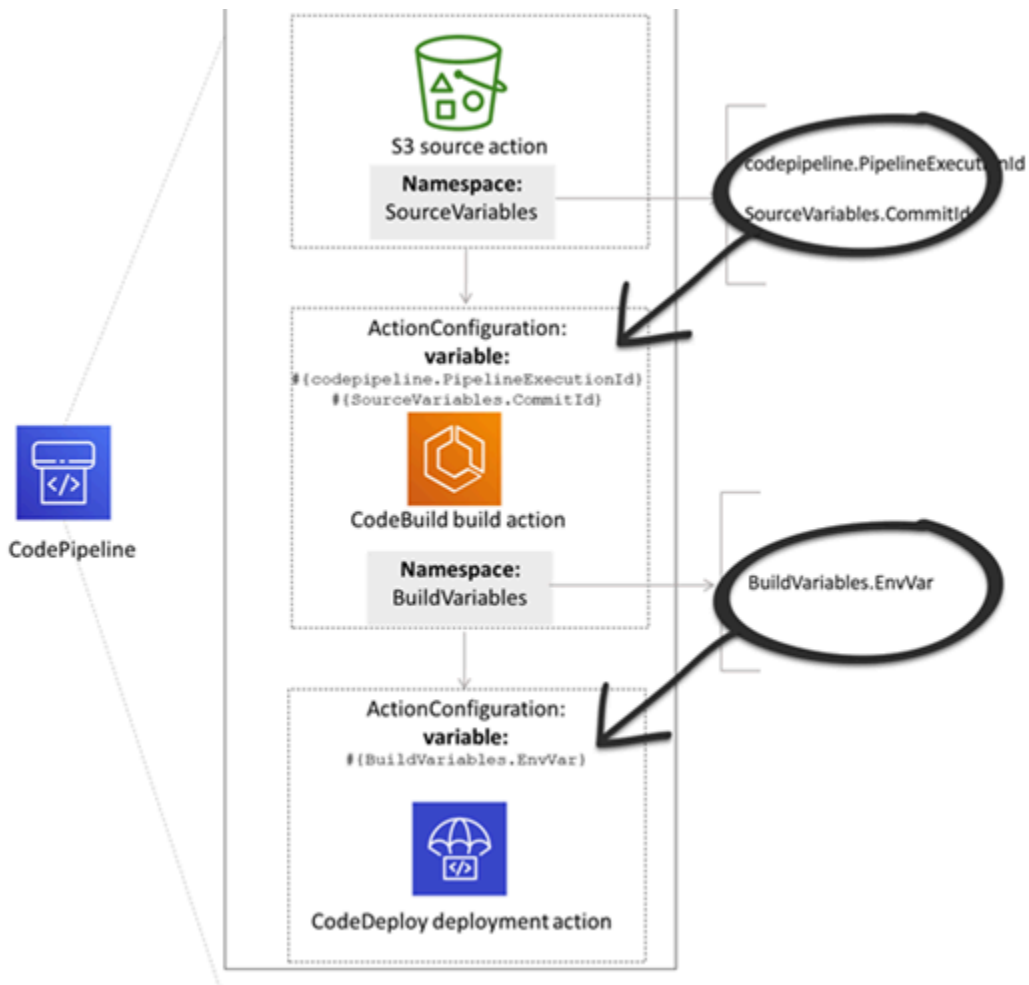 S3 source action
Namespace:
SourceVariables
codepipeline.PipelineExecutionId
SourceVariables.CommitId
ActionConfiguration:
variable:
#{codepipeline.PipelineExecutionId}
#{SourceVariables.CommitId}
CodeBuild build action
Namespace:
BuildVariables
BuildVariables.EnvVar
CodePipeline
ActionConfiguration:
variable:
#{BuildVariables.EnvVar}
</>
CodeDeploy deployment action